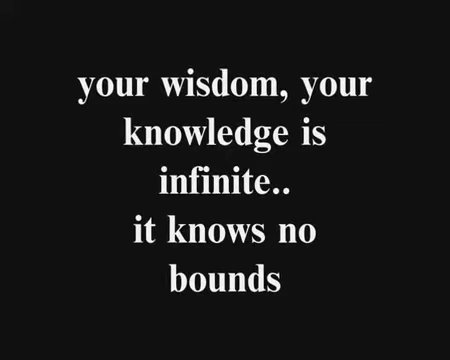 your wisdom, your
knowledge is
infinite..
it knows no
bounds